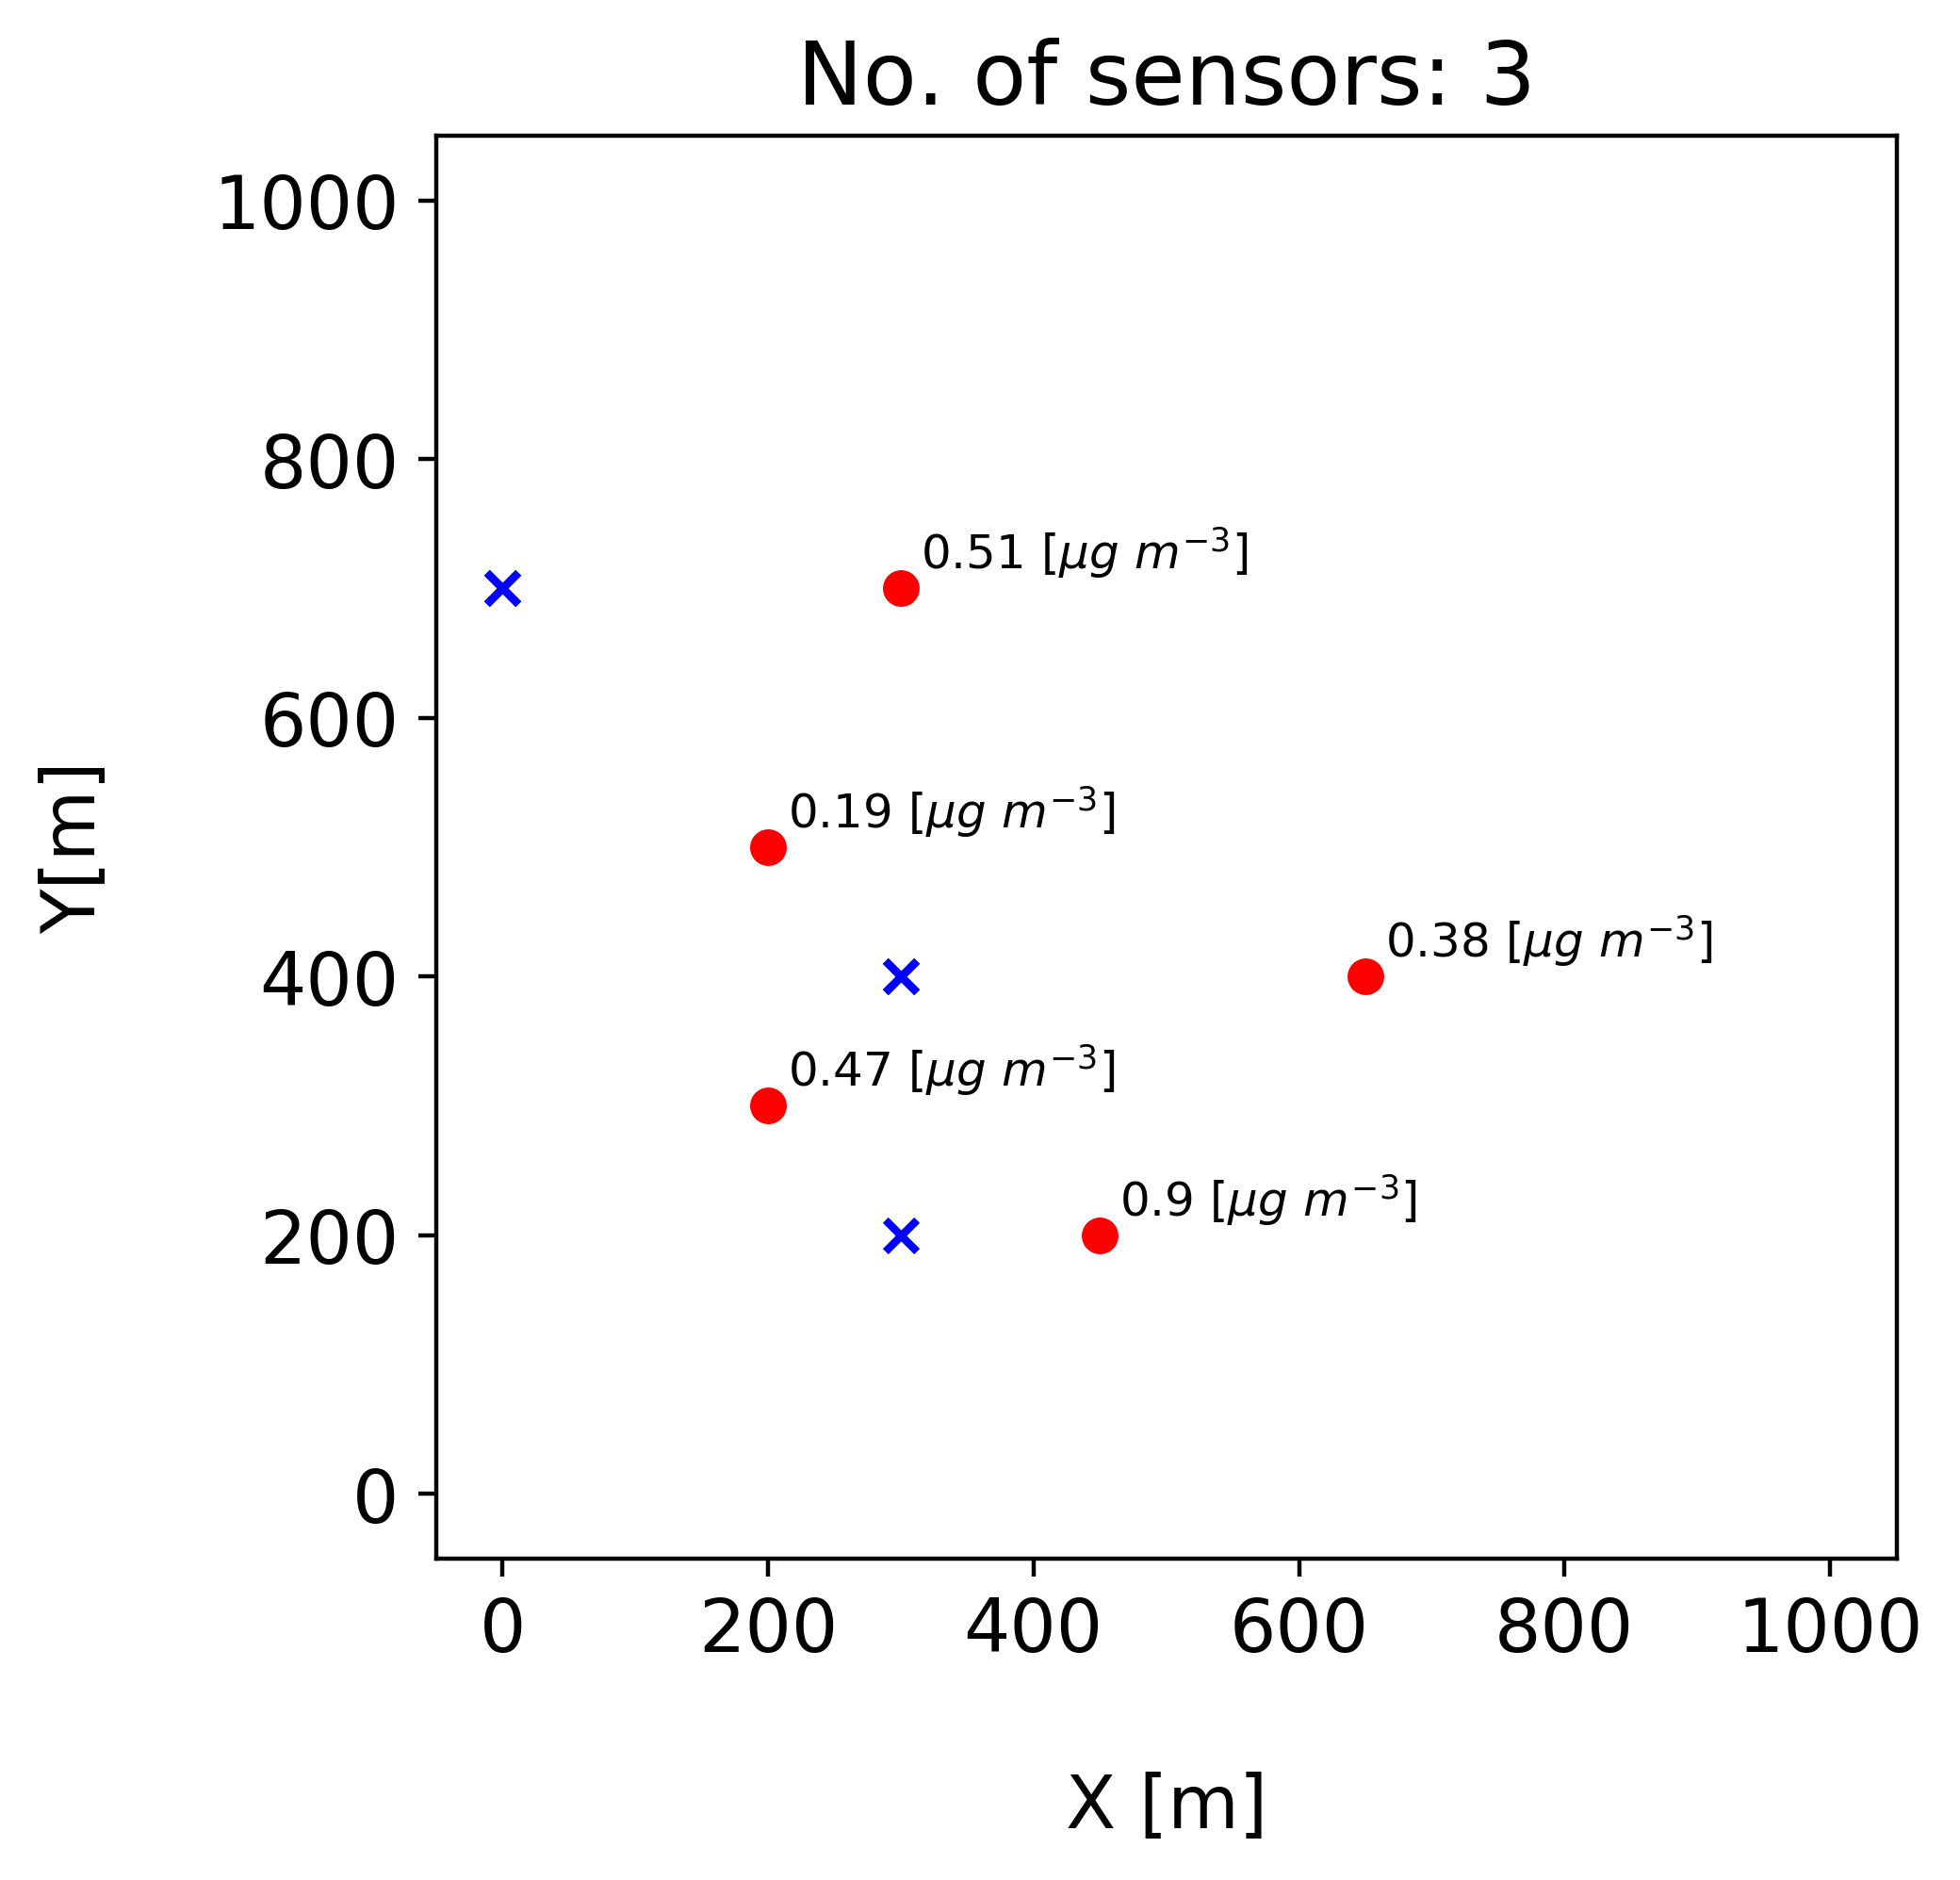 No. of sensors: 3
1000
800
600
400
200
0
Y[m]
0.51 [μg m⁻³]
0.19 [μg m⁻³]
0.38 [μg m⁻³]
0.47 [μg m⁻³]
0.9 [μg m⁻³]
0 200 400 600 800 1000
X [m]